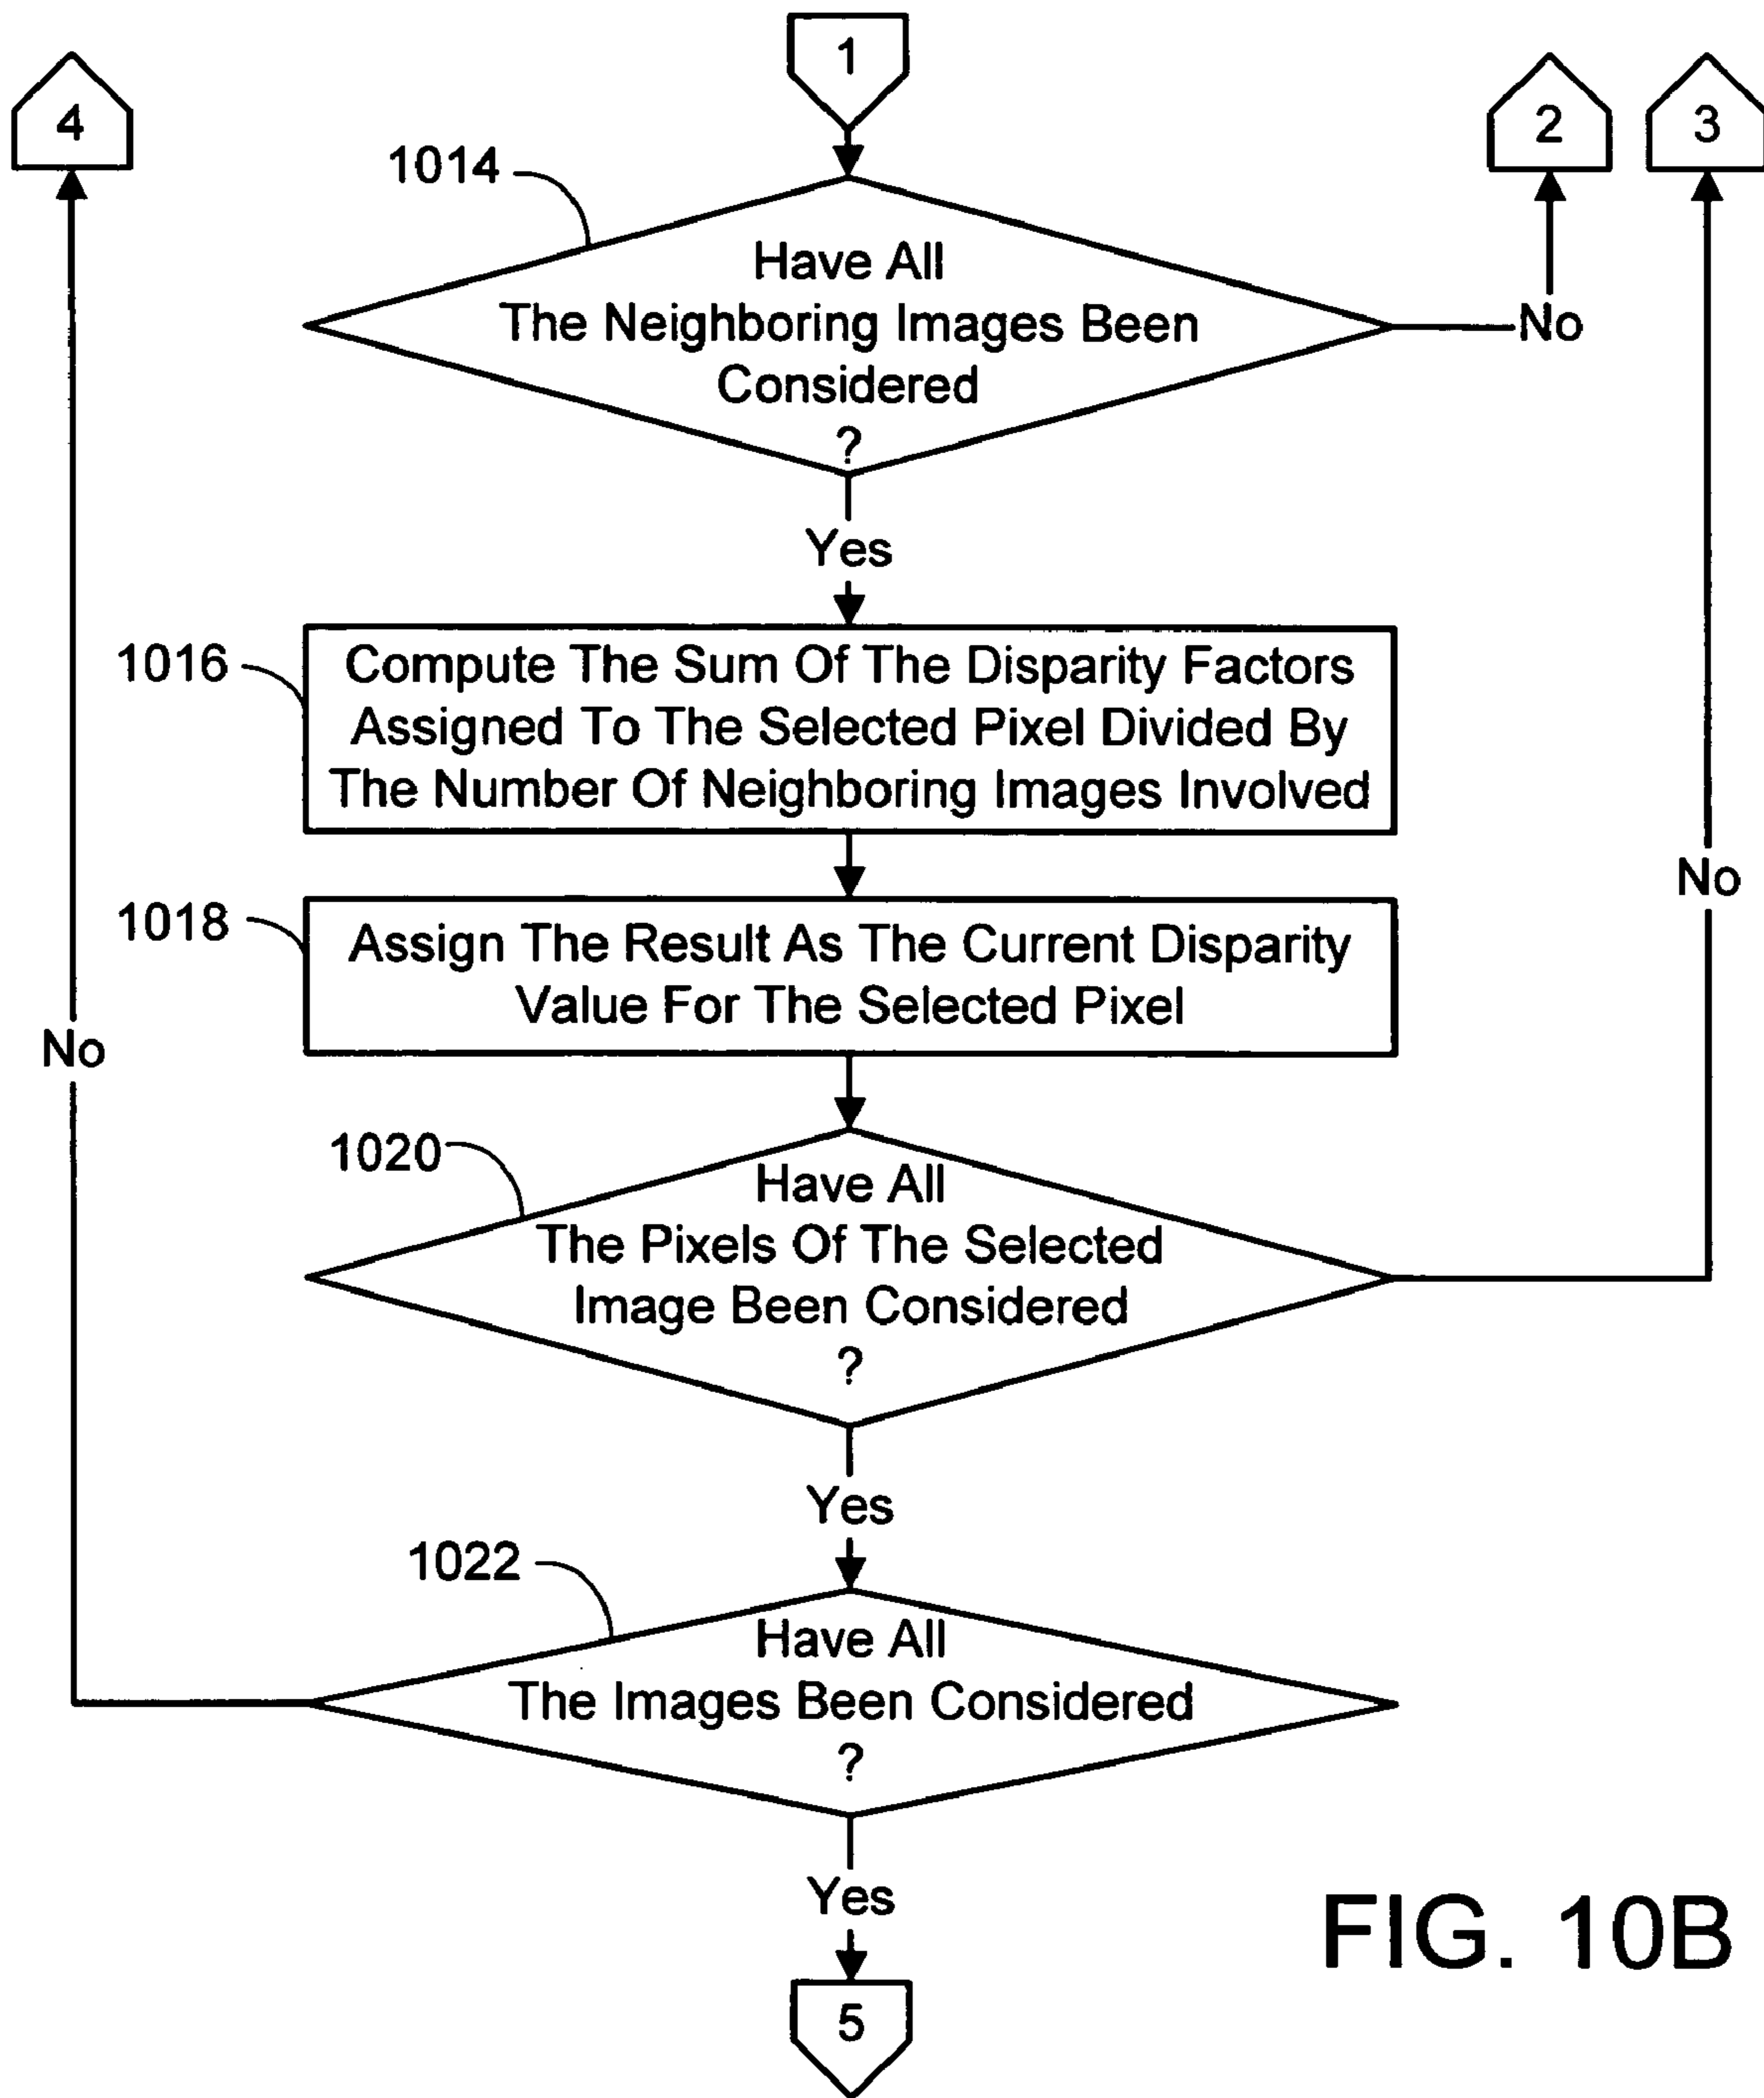 1
4
2
3
1014
Have All
The Neighboring Images Been
Considered
?
No
Yes
1016
Compute The Sum Of The Disparity Factors
Assigned To The Selected Pixel Divided By
The Number Of Neighboring Images Involved
No
1018
Assign The Result As The Current Disparity
Value For The Selected Pixel
No
1020
Have All
The Pixels Of The Selected
Image Been Considered
?
Yes
1022
Have All
The Images Been Considered
?
Yes
5
FIG. 10B